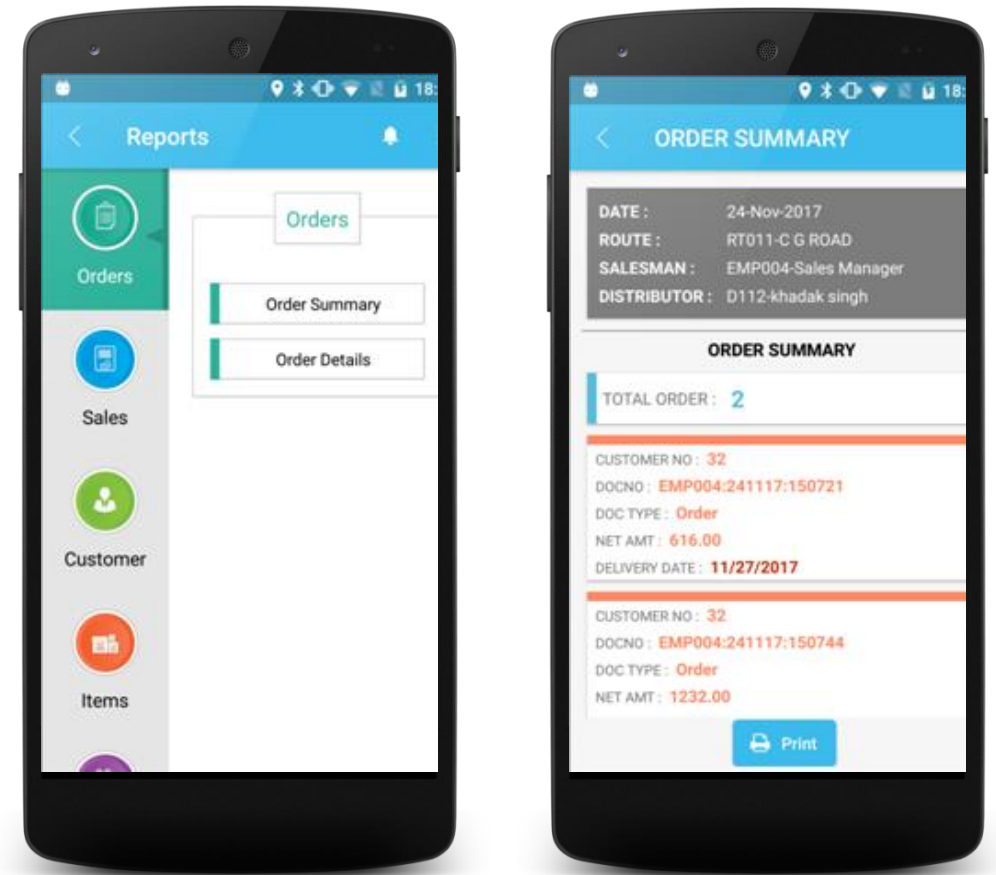 18:
Reports
Orders
Sales
Customer
Items
Orders
Order Summary
Order Details
18:
ORDER SUMMARY
DATE : 24-Nov-2017
ROUTE : RT011-C G ROAD
SALESMAN : EMP004-Sales Manager
DISTRIBUTOR : D112-khadak singh
ORDER SUMMARY
TOTAL ORDER : 2
CUSTOMER NO : 32
DOCNO : EMP004:241117:150721
DOC TYPE : Order
NET AMT : 616.00
DELIVERY DATE : 11/27/2017
CUSTOMER NO : 32
DOCNO : EMP004:241117:150744
DOC TYPE : Order
NET AMT : 1232.00
Print